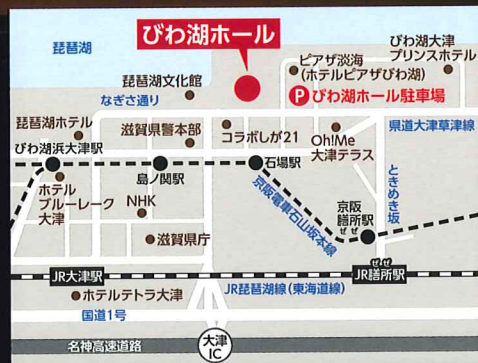 琵琶湖
びわ湖ホール
ピアザ淡海
(ホテルピアザびわ湖)
びわ湖大津
プリンスホテル
琵琶湖文化館
なぎさ通り
P びわ湖ホール駐車場
琵琶湖ホテル
滋賀県警本部
コラボしが21
Oh!Me
大津テラス
県道大津草津線
びわ湖浜大津駅
島ノ関駅
石場駅
ときめき坂
ホテル
ブルーレーク
大津
NHK
京阪電車石山坂本線
京阪
膳所駅
ぜぜ
滋賀県庁
JR大津駅
ぜぜ
JR膳所駅
ホテルテトラ大津
JR琵琶湖線(東海道線)
国道1号
大津
IC
名神高速道路